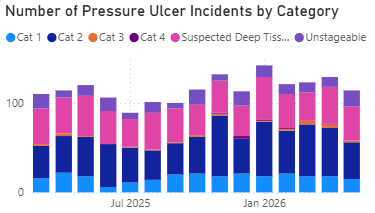 Number of Pressure Ulcer Incidents by Category
Cat 1 Cat 2 Cat 3 Cat 4 Suspected Deep Tiss... Unstageable
100
0
Jul 2025 Jan 2026